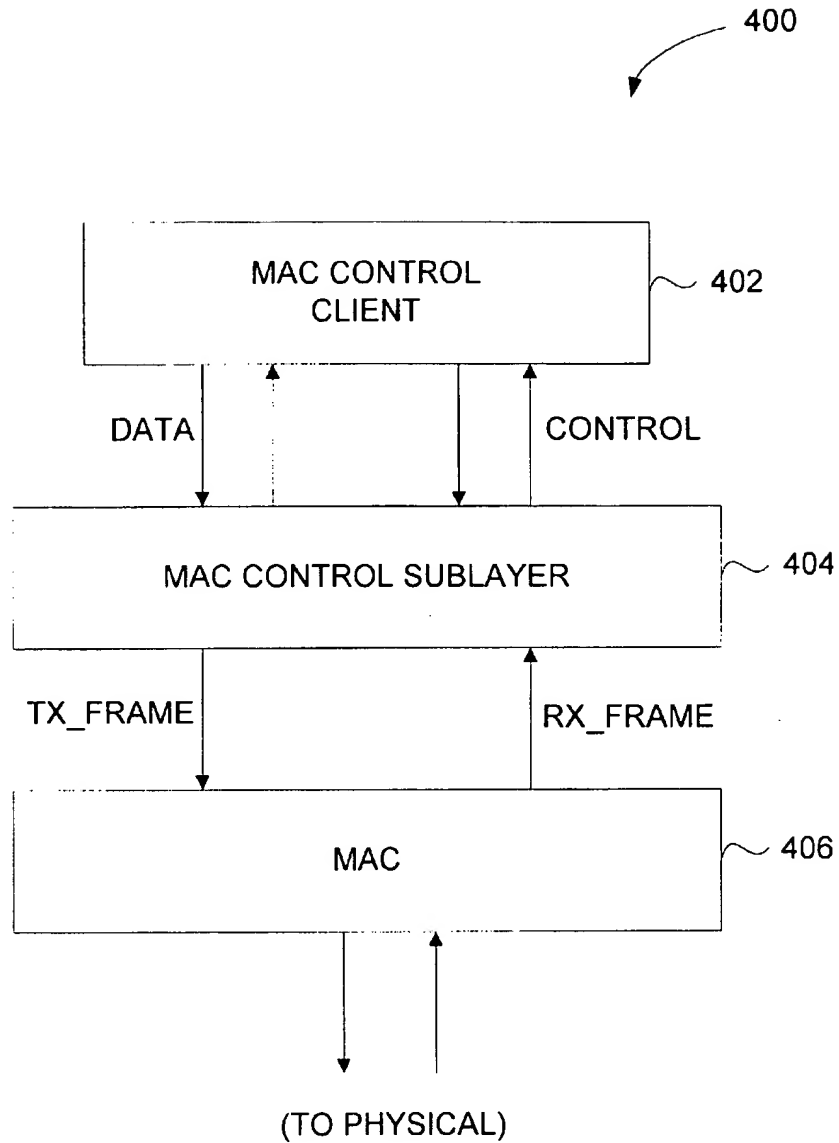 400
MAC CONTROL
CLIENT
402
DATA
CONTROL
MAC CONTROL SUBLAYER
404
TX_FRAME
RX_FRAME
MAC
406
(TO PHYSICAL)